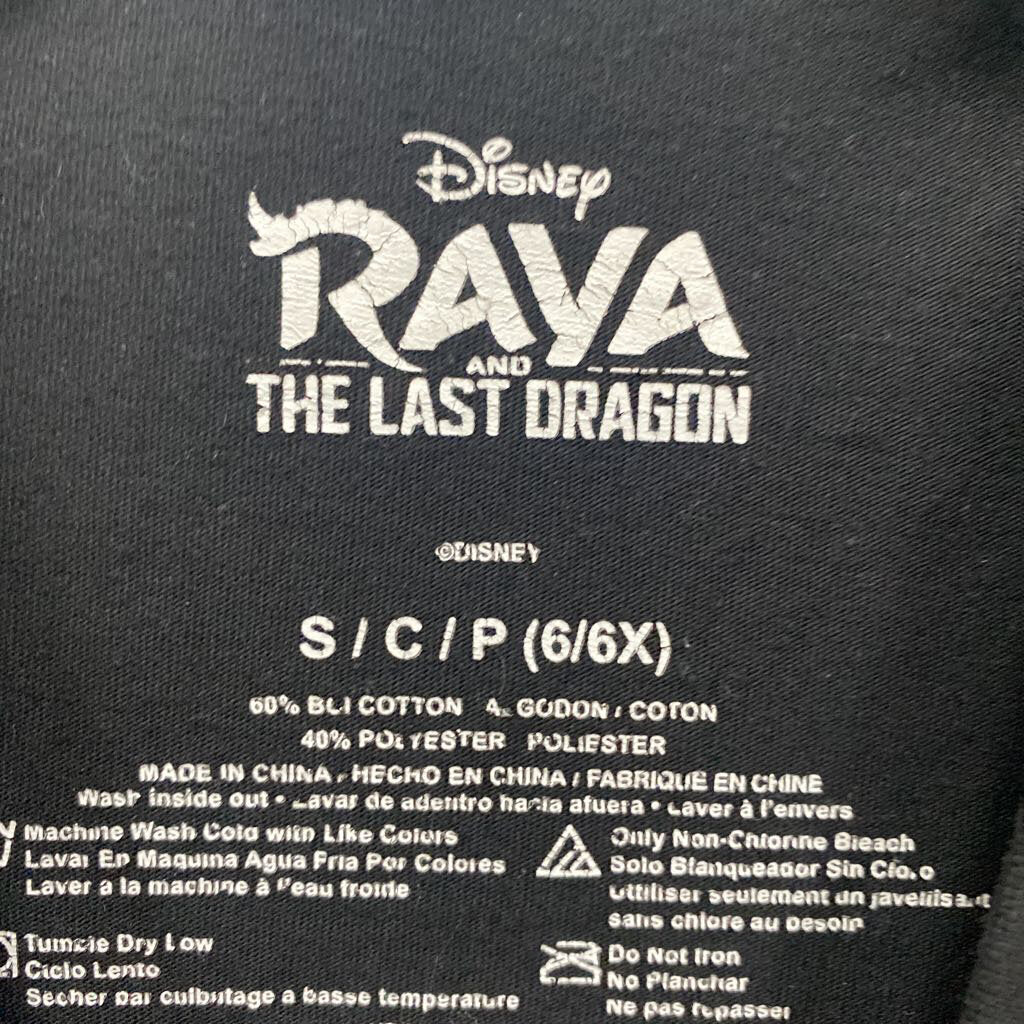 Disney
RAYA
AND
THE LAST DRAGON
©DISNEY
S / C / P (6/6X)
60% COTTON / COTON
40% POLYESTER POLIESTER
MADE IN CHINA / HECHO EN CHINA / FABRIQUE EN CHINE
Wash inside out • Lavar de adentro hacia afuera • Laver à l'envers
Machine Wash Cold with Like Colors
Lavar En Maquina Agua Fria Por Colores
Laver a la machine à l'eau froide
Only Non-Chlorine Bleach
Solo Blanqueador Sin Cloro
Utiliser seulement un javellisant
sans chlore au besoin
Tumble Dry Low
Ciclo Lento
Sécher par culbutage a basse temperature
Do Not Iron
No Planchar
Ne pas repasser